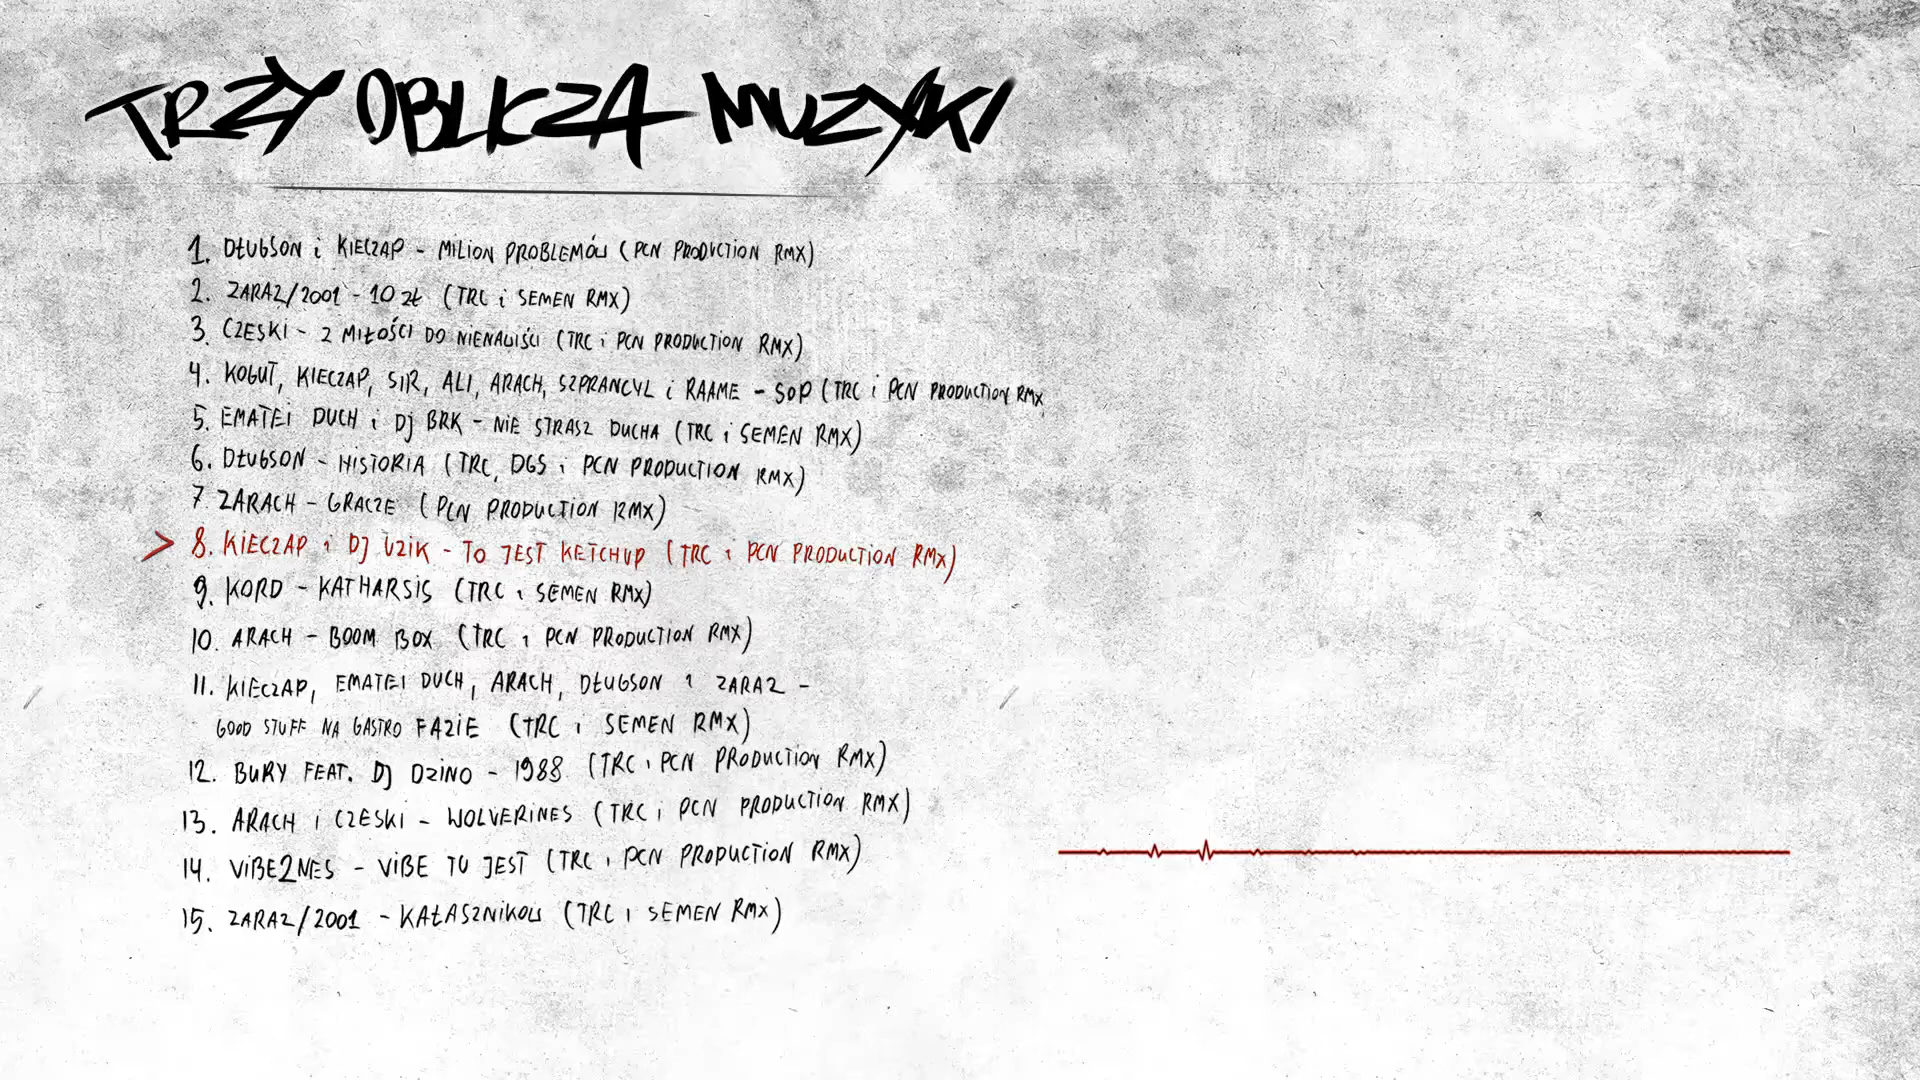 TRZY OBLICZA MUZYKI
1. DŁUGSON i KIECZAP - MILION PROBLEMÓW (PCN PRODUCTION RMX)
2. ZARAZ/2001 - 10 ZŁ (TRC i SEMEN RMX)
3. CZESKI - Z MIŁOŚCI DO NIENAWIŚCI (TRC i PCN PRODUCTION RMX)
4. KOGUT, KIECZAP, SIR, ALI, ARACH, SZPRANCYL i RAAME - SOP (TRC i PCN PRODUCTION RMX
5. EMATEI DUCH i DJ BRK - NIE STRASZ DUCHA (TRC i SEMEN RMX)
6. DŁUGSON - HISTORIA (TRC, DGS i PCN PRODUCTION RMX)
7. ZARACH - GRACZE (PCN PRODUCTION RMX)
> 8. KIECZAP i DJ UZIK - TO JEST KETCHUP (TRC i PCN PRODUCTION RMX)
9. KORD - KATHARSIS (TRC i SEMEN RMX)
10. ARACH - BOOM BOX (TRC i PCN PRODUCTION RMX)
11. KIECZAP, EMATEI DUCH, ARACH, DŁUGSON i ZARAZ -
GOOD STUFF NA GASTRO FAZIE (TRC i SEMEN RMX)
12. BURY FEAT. DJ DZINO - 1988 (TRC i PCN PRODUCTION RMX)
13. ARACH i CZESKI - WOLVERINES (TRC i PCN PRODUCTION RMX)
14. VIBE2NES - VIBE TU JEST (TRC i PCN PRODUCTION RMX)
15. ZARAZ/2001 - KAŁASZNIKOW (TRC i SEMEN RMX)